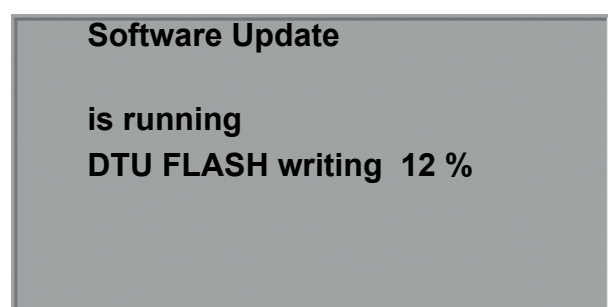 Software Update
is running
DTU FLASH writing 12 %